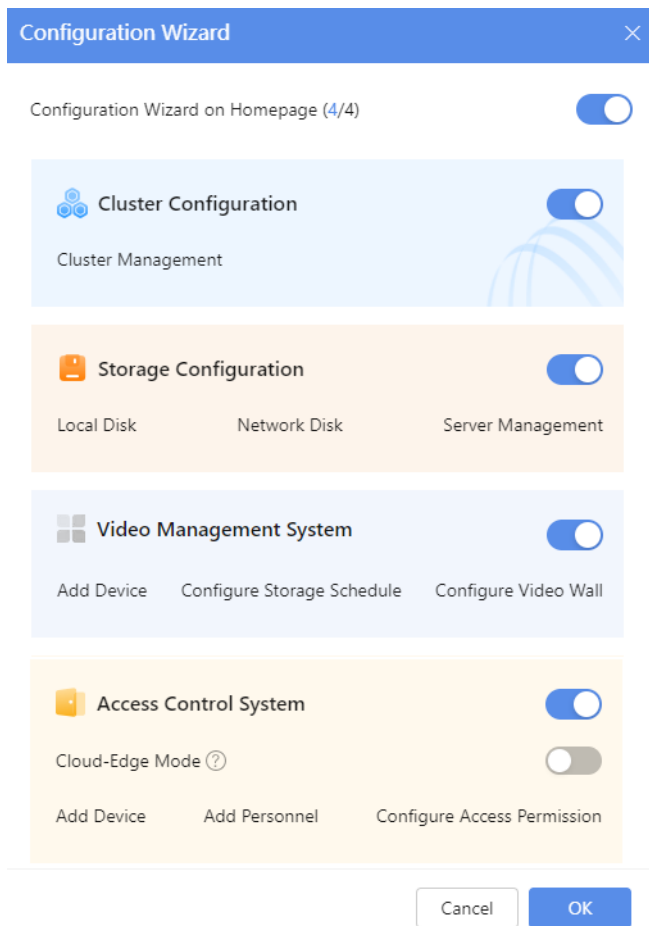 Configuration Wizard
Configuration Wizard on Homepage (4/4)
Cluster Configuration
Cluster Management
Storage Configuration
Local Disk Network Disk Server Management
Video Management System
Add Device Configure Storage Schedule Configure Video Wall
Access Control System
Cloud-Edge Mode ?
Add Device Add Personnel Configure Access Permission
Cancel OK